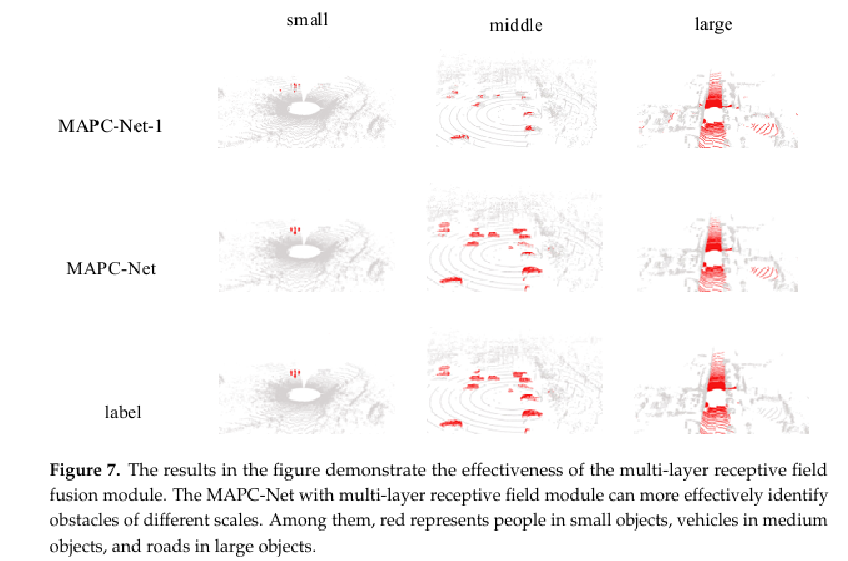 small middle large
MAPC-Net-1
MAPC-Net
label
Figure 7. The results in the figure demonstrate the effectiveness of the multi-layer receptive field
fusion module. The MAPC-Net with multi-layer receptive field module can more effectively identify
obstacles of different scales. Among them, red represents people in small objects, vehicles in medium
objects, and roads in large objects.